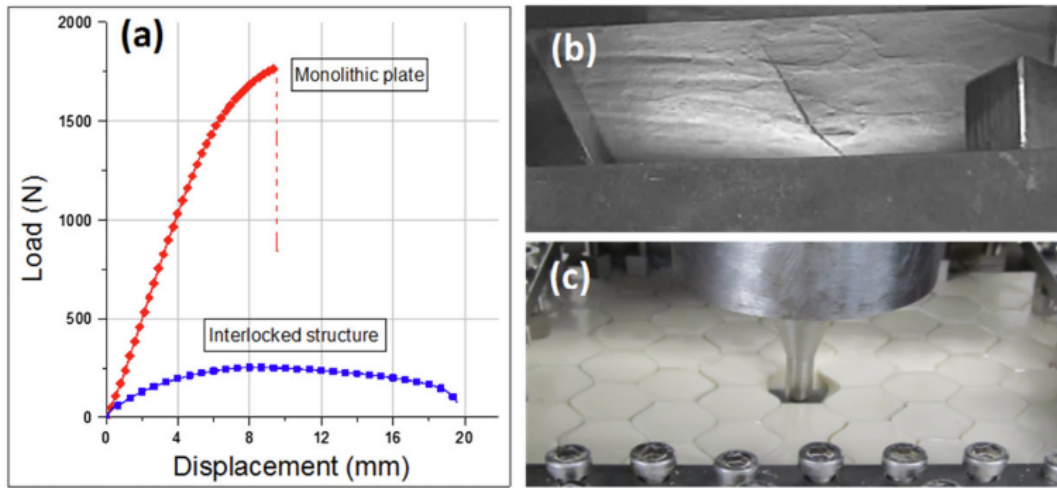 (a)
2000
1500
1000
500
0
Load (N)
Monolithic plate
Interlocked structure
0 4 8 12 16 20
Displacement (mm)
(b)
(c)